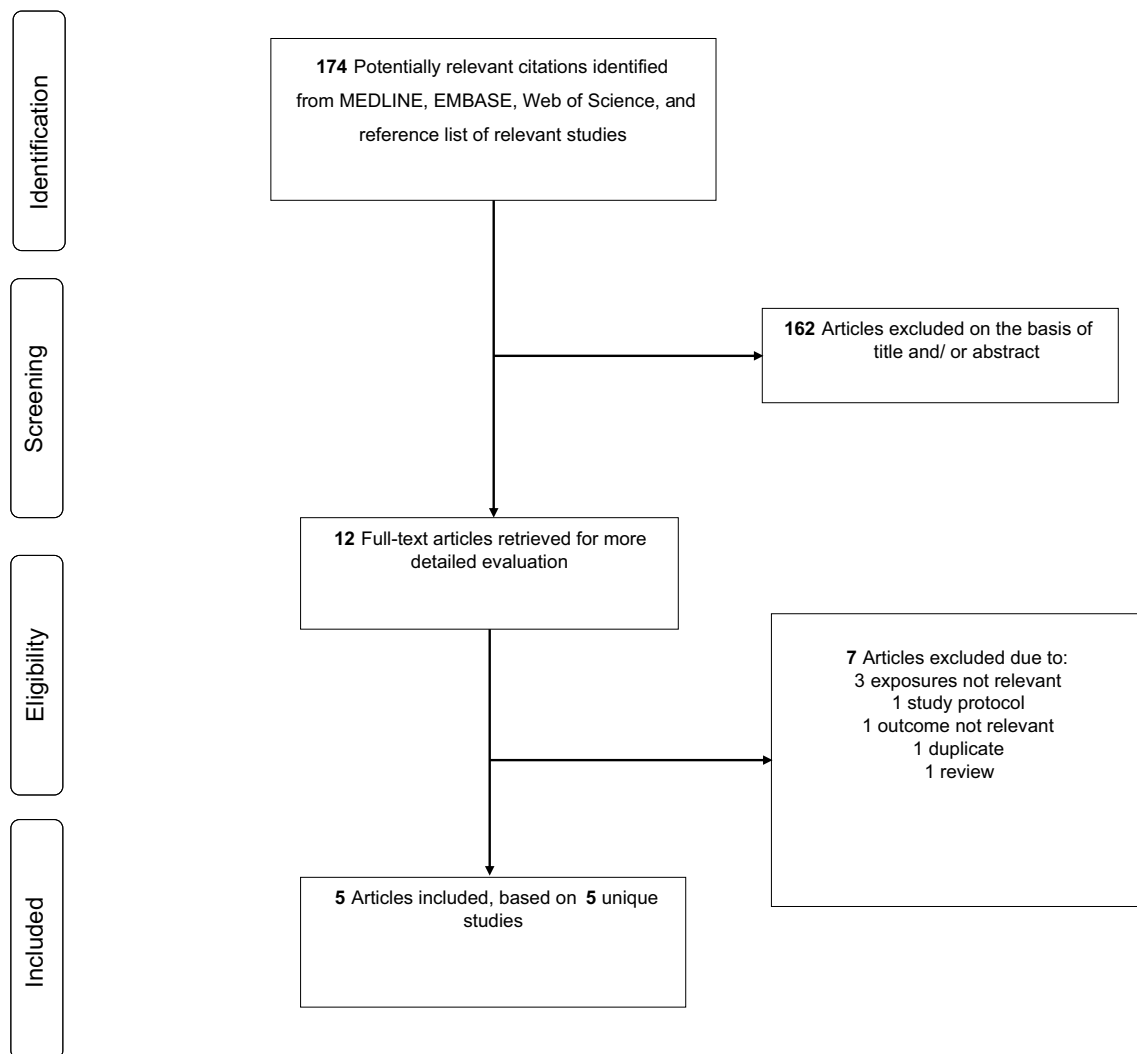 Identification
174 Potentially relevant citations identified
from MEDLINE, EMBASE, Web of Science, and
reference list of relevant studies
Screening
162 Articles excluded on the basis of
title and/ or abstract
12 Full-text articles retrieved for more
detailed evaluation
Eligibility
7 Articles excluded due to:
3 exposures not relevant
1 study protocol
1 outcome not relevant
1 duplicate
1 review
Included
5 Articles included, based on 5 unique
studies